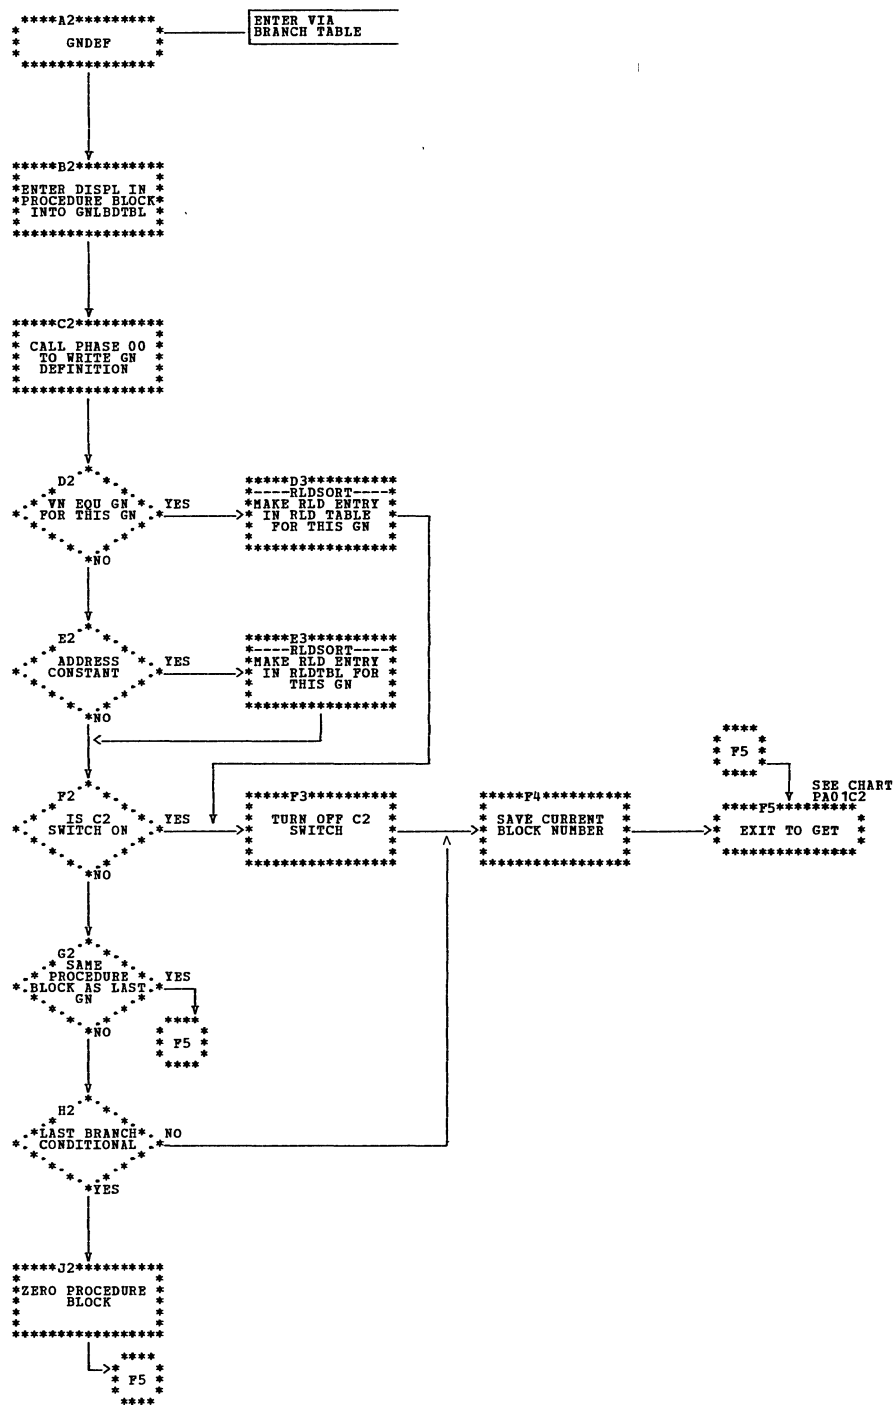 ****A2*********
ENTER VIA
BRANCH TABLE
* GNDEF *
***************
*****B2**********
*ENTER DISPL IN *
*PROCEDURE BLOCK*
* INTO GNLBDTBL *
*****************
*****C2**********
* CALL PHASE 00 *
* TO WRITE GN *
* DEFINITION *
*****************
D2
VN EQU GN
FOR THIS GN
YES
NO
*****D3**********
*----RLDSORT----*
*MAKE RLD ENTRY *
* IN RLD TABLE *
* FOR THIS GN *
*****************
E2
ADDRESS
CONSTANT
YES
NO
*****E3**********
*----RLDSORT----*
*MAKE RLD ENTRY *
* IN RLDTBL FOR *
* THIS GN *
*****************
****
* F5 *
****
F2
IS C2
SWITCH ON
YES
NO
*****F3**********
* TURN OFF C2 *
* SWITCH *
*****************
*****F4**********
* SAVE CURRENT *
* BLOCK NUMBER *
*****************
SEE CHART
PA01C2
****F5*********
* EXIT TO GET *
***************
G2
SAME
PROCEDURE
BLOCK AS LAST
GN
YES
NO
****
* F5 *
****
H2
LAST BRANCH
CONDITIONAL
NO
YES
*****J2**********
*ZERO PROCEDURE *
* BLOCK *
*****************
****
* F5 *
****